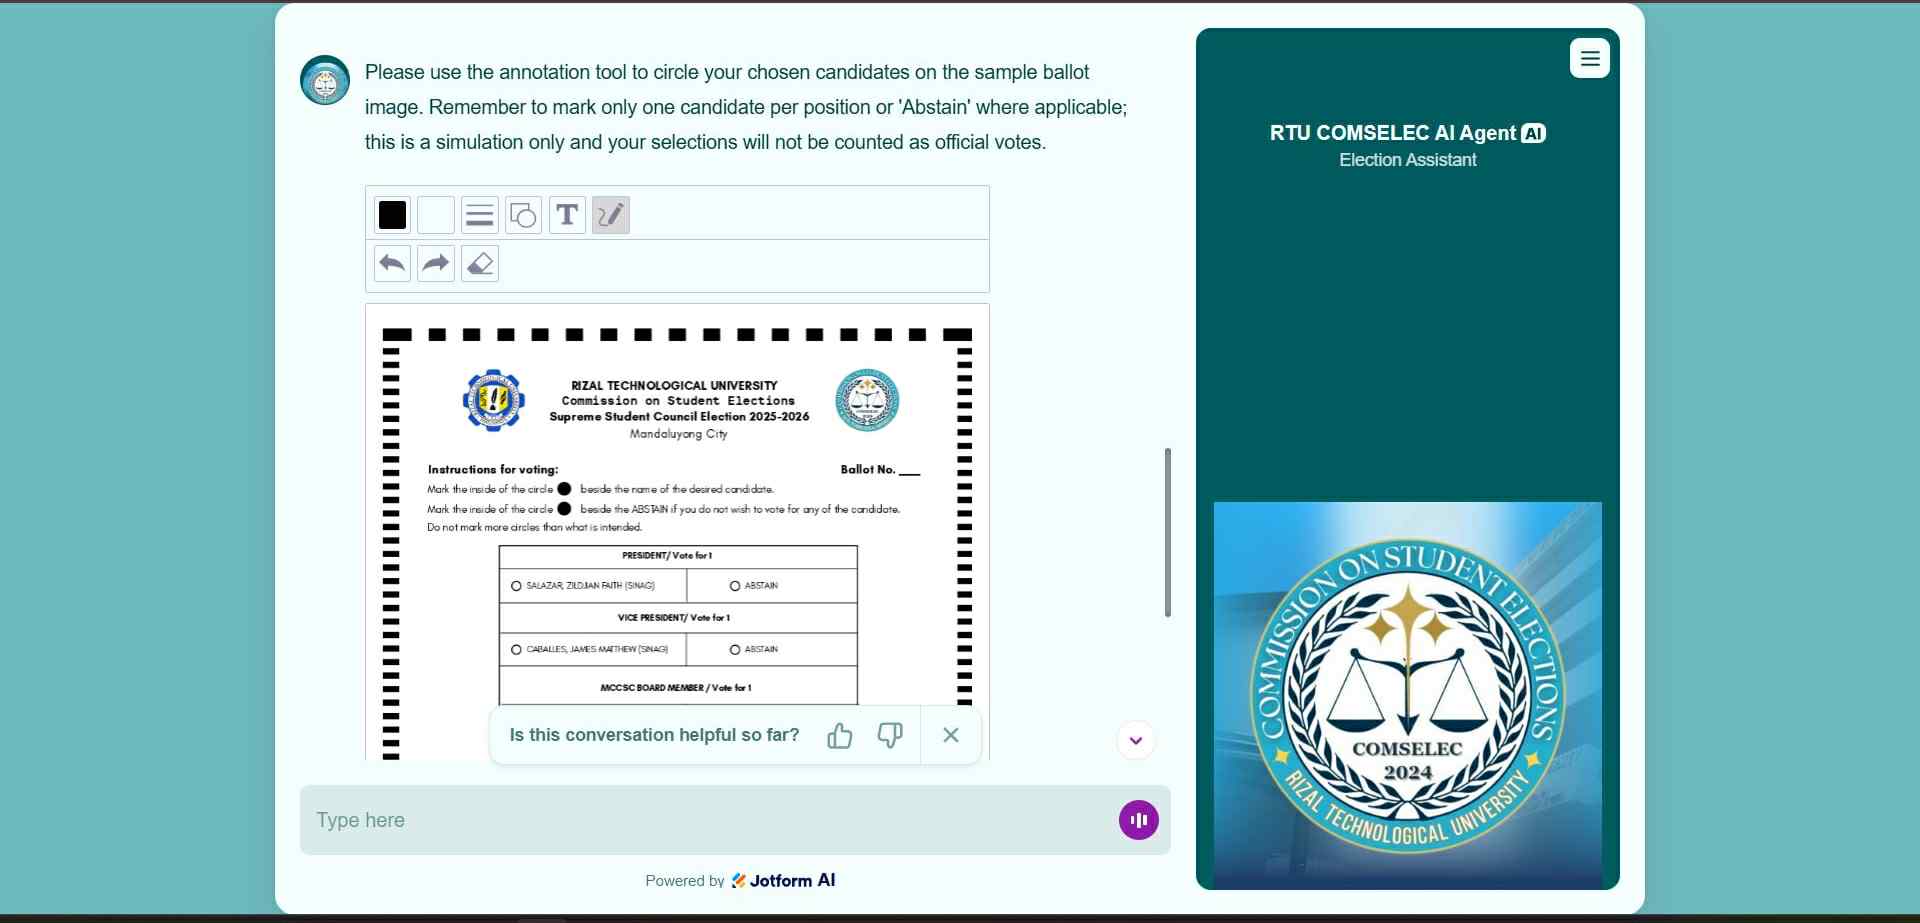 Please use the annotation tool to circle your chosen candidates on the sample ballot
image. Remember to mark only one candidate per position or 'Abstain' where applicable;
this is a simulation only and your selections will not be counted as official votes.
T
RIZAL TECHNOLOGICAL UNIVERSITY
Commission on Student Elections
Supreme Student Council Election 2025-2026
Mandaluyong City
Instructions for voting:
Ballot No. ____
Mark the inside of the circle beside the name of the desired candidate.
Mark the inside of the circle beside the ABSTAIN if you do not wish to vote for any of the candidate.
Do not mark more circles than what is intended.
PRESIDENT/ Vote for 1
SALAZAR, ZILDJIAN FAITH (SINAG)
ABSTAIN
VICE PRESIDENT/ Vote for 1
CABALLES, JAMES MATTHEW (SINAG)
ABSTAIN
MCCSC BOARD MEMBER / Vote for 1
Is this conversation helpful so far?
Type here
Powered by Jotform AI
RTU COMSELEC AI Agent AI
Election Assistant
COMMISSION ON STUDENT ELECTIONS
COMSELEC
2024
RIZAL TECHNOLOGICAL UNIVERSITY